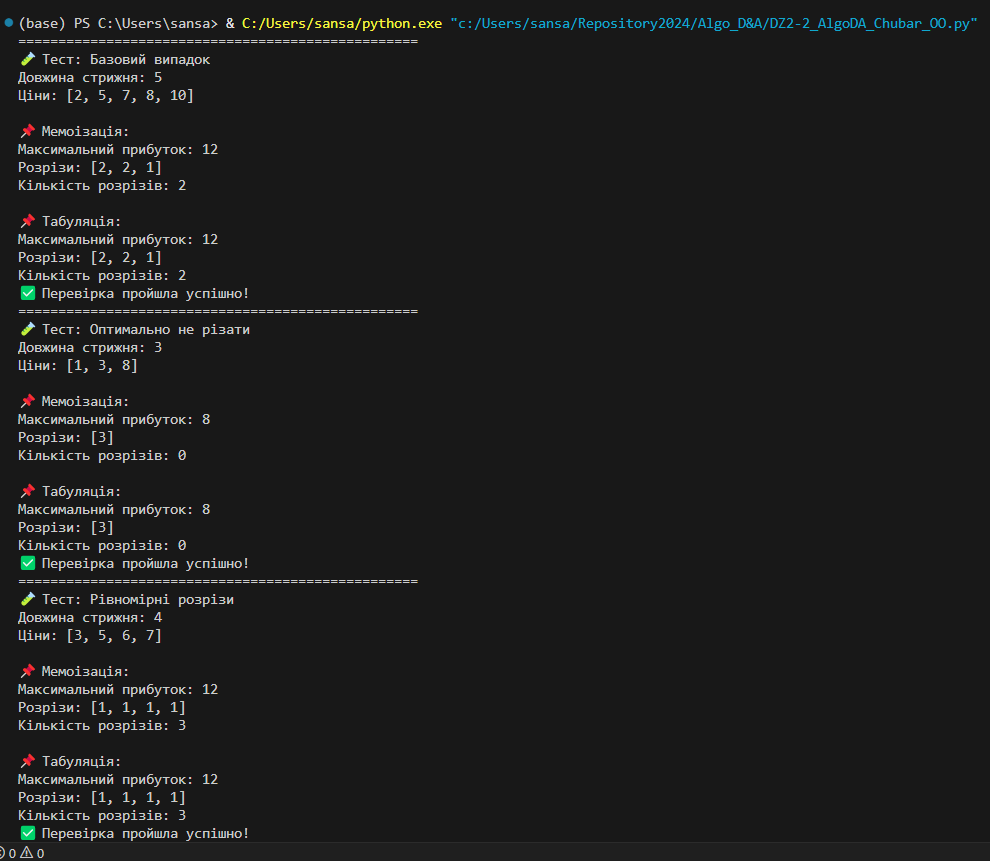 (base) PS C:\Users\sansa> & C:/Users/sansa/python.exe "c:/Users/sansa/Repository2024/Algo_D&A/DZ2-2_AlgoDA_Chubar_OO.py"
==================================================
🧪 Тест: Базовий випадок
Довжина стрижня: 5
Ціни: [2, 5, 7, 8, 10]
📌 Мемоізація:
Максимальний прибуток: 12
Розрізи: [2, 2, 1]
Кількість розрізів: 2
📌 Табуляція:
Максимальний прибуток: 12
Розрізи: [2, 2, 1]
Кількість розрізів: 2
✅ Перевірка пройшла успішно!
==================================================
🧪 Тест: Оптимально не різати
Довжина стрижня: 3
Ціни: [1, 3, 8]
📌 Мемоізація:
Максимальний прибуток: 8
Розрізи: [3]
Кількість розрізів: 0
📌 Табуляція:
Максимальний прибуток: 8
Розрізи: [3]
Кількість розрізів: 0
✅ Перевірка пройшла успішно!
==================================================
🧪 Тест: Рівномірні розрізи
Довжина стрижня: 4
Ціни: [3, 5, 6, 7]
📌 Мемоізація:
Максимальний прибуток: 12
Розрізи: [1, 1, 1, 1]
Кількість розрізів: 3
📌 Табуляція:
Максимальний прибуток: 12
Розрізи: [1, 1, 1, 1]
Кількість розрізів: 3
✅ Перевірка пройшла успішно!
0 0